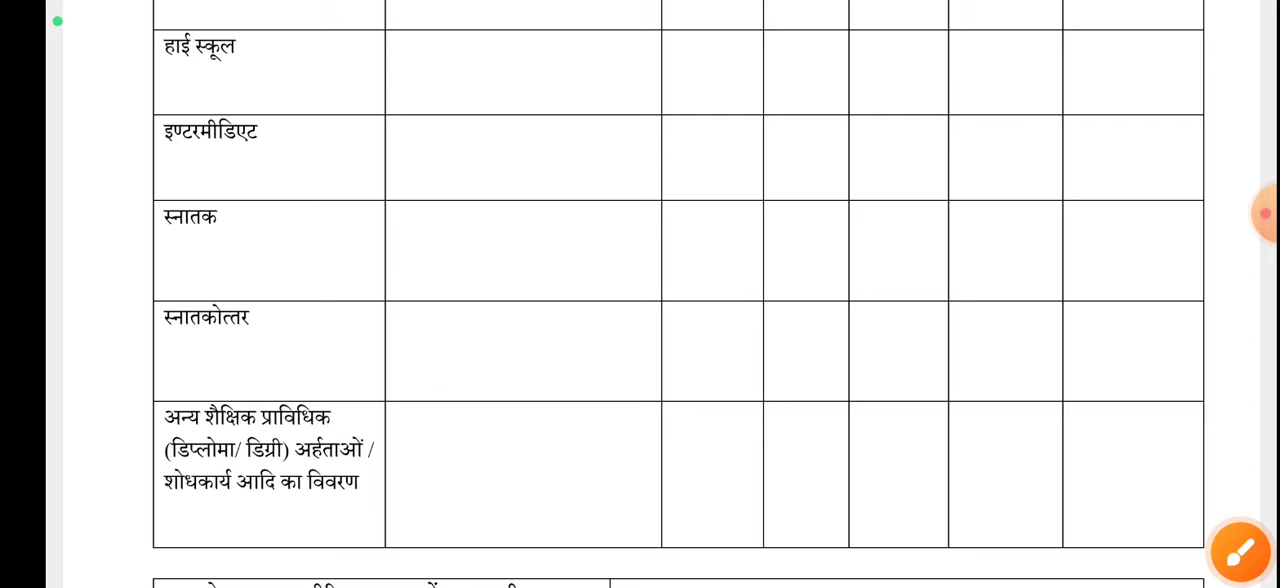 हाई स्कूल
इण्टरमीडिएट
स्नातक
स्नातकोत्तर
अन्य शैक्षिक प्राविधिक
(डिप्लोमा/ डिग्री) अर्हताओं /
शोधकार्य आदि का विवरण